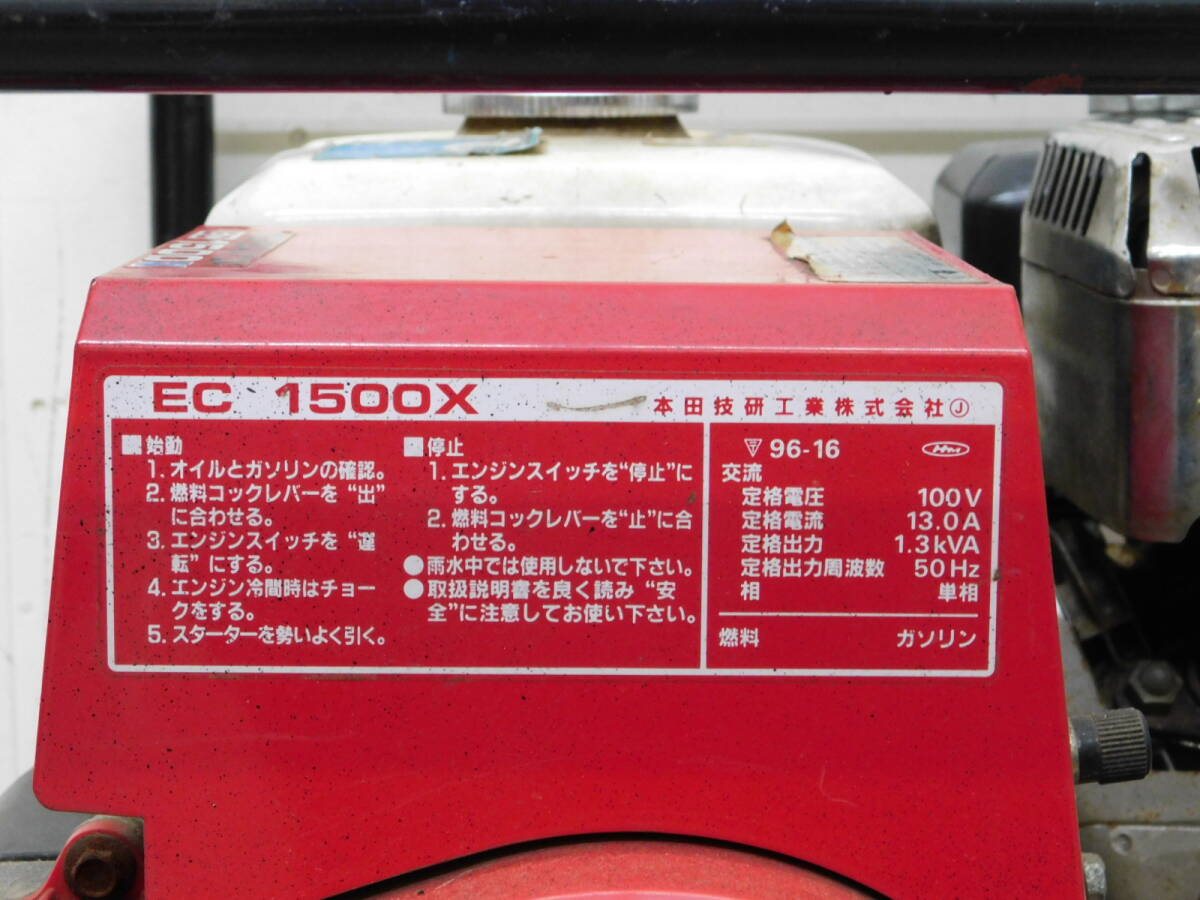 EC 1500X
本田技研工業株式会社Ⓙ
■始動
1. オイルとガソリンの確認。
2. 燃料コックレバーを "出"
に合わせる。
3. エンジンスイッチを "運
転" にする。
4. エンジン冷間時はチョー
クをする。
5. スターターを勢いよく引く。
■停止
1. エンジンスイッチを"停止"に
する。
2. 燃料コックレバーを"止"に合
わせる。
●雨水中では使用しないで下さい。
●取扱説明書を良く読み "安
全"に注意してお使い下さい。
96-16
HM
交流
定格電圧 100V
定格電流 13.0A
定格出力 1.3kVA
定格出力周波数 50Hz
相 単相
燃料 ガソリン